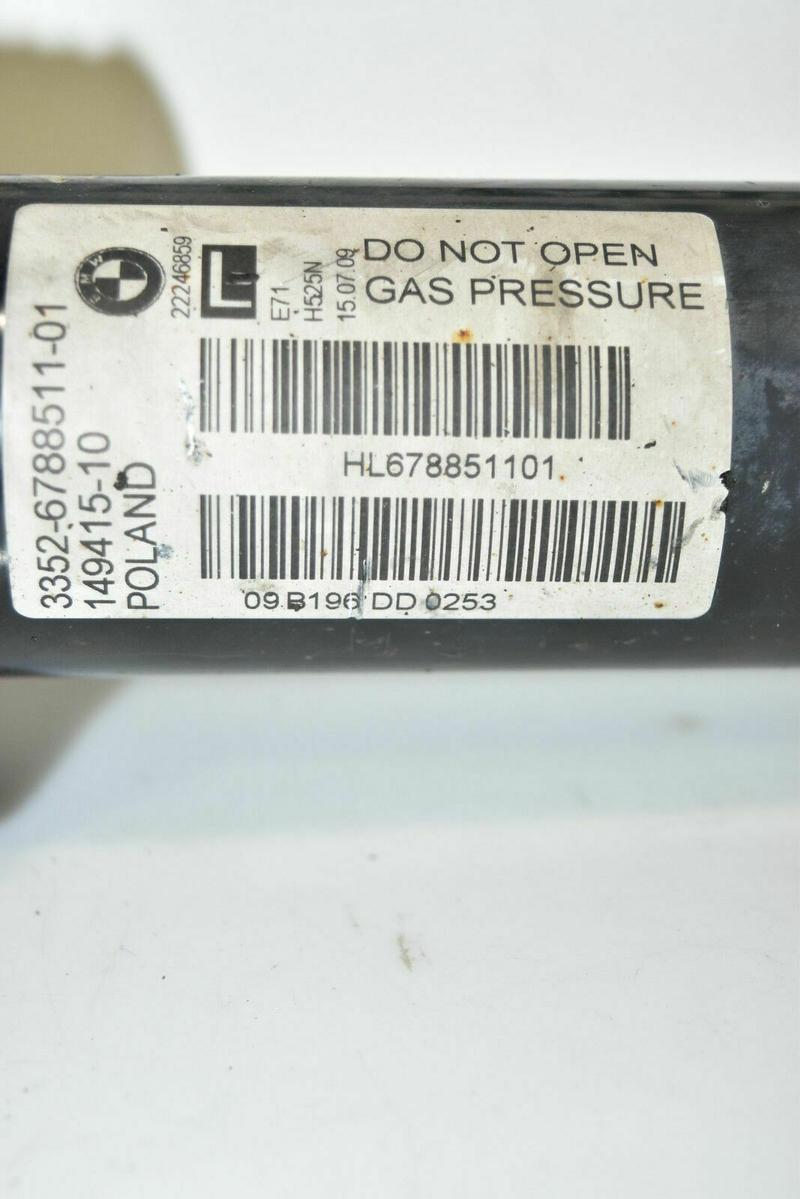 BMW
22246859
L
E71
H525N
15.07.09
DO NOT OPEN
GAS PRESSURE
3352-6788511-01
149415-10
POLAND
HL678851101
09 B196 DD 0253